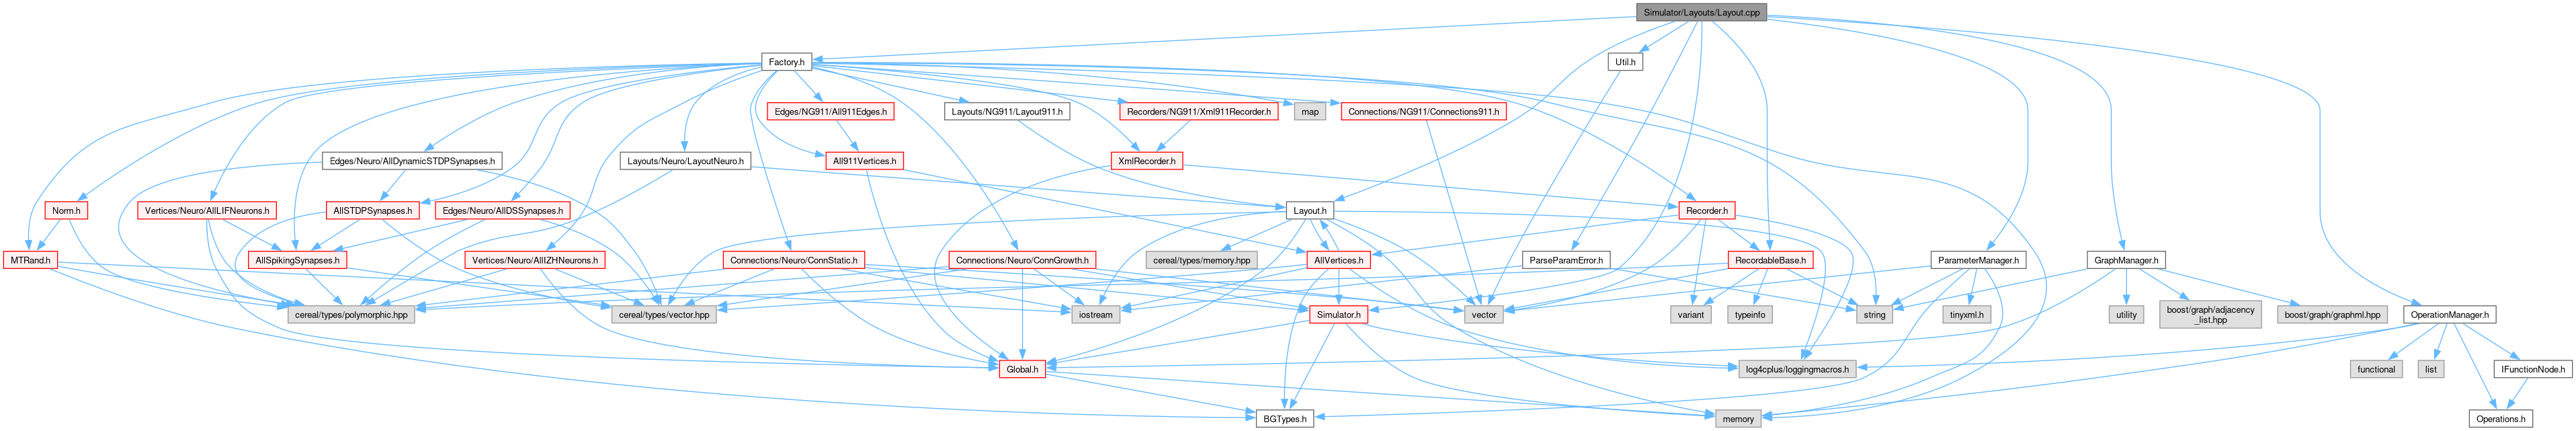 Simulator/Layouts/Layout.cpp
Factory.h
Util.h
Edges/NG911/All911Edges.h
Layouts/NG911/Layout911.h
Recorders/NG911/Xml911Recorder.h
map
Connections/NG911/Connections911.h
Edges/Neuro/AllDynamicSTDPSynapses.h
Layouts/Neuro/LayoutNeuro.h
All911Vertices.h
XmlRecorder.h
Norm.h
Vertices/Neuro/AllLIFNeurons.h
AllSTDPSynapses.h
Edges/Neuro/AllDSSynapses.h
Layout.h
Recorder.h
MTRand.h
AllSpikingSynapses.h
Vertices/Neuro/AllIZHNeurons.h
Connections/Neuro/ConnStatic.h
Connections/Neuro/ConnGrowth.h
cereal/types/memory.hpp
AllVertices.h
ParseParamError.h
RecordableBase.h
ParameterManager.h
GraphManager.h
cereal/types/polymorphic.hpp
cereal/types/vector.hpp
iostream
Simulator.h
vector
variant
typeinfo
string
tinyxml.h
utility
boost/graph/adjacency
_list.hpp
boost/graph/graphml.hpp
OperationManager.h
Global.h
log4cplus/loggingmacros.h
functional
list
IFunctionNode.h
BGTypes.h
memory
Operations.h